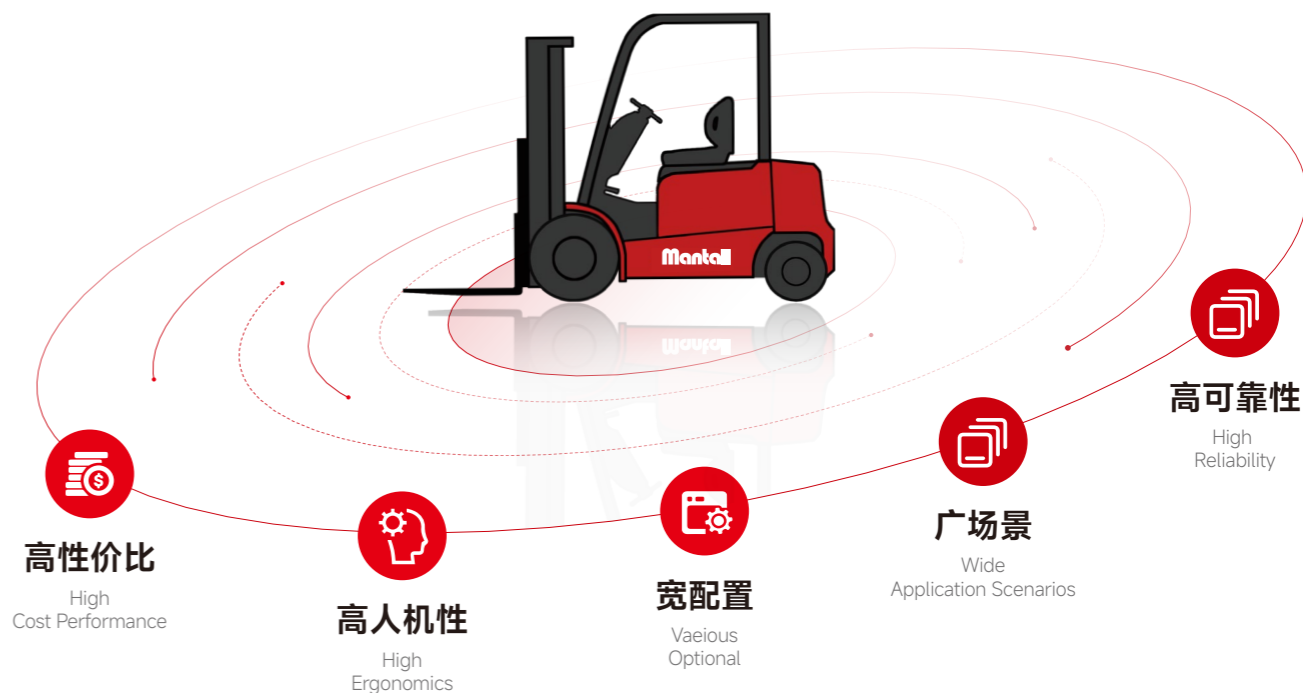 Mantall
高性价比
High
Cost Performance
高人机性
High
Ergonomics
宽配置
Vaeious
Optional
广场景
Wide
Application Scenarios
高可靠性
High
Reliability